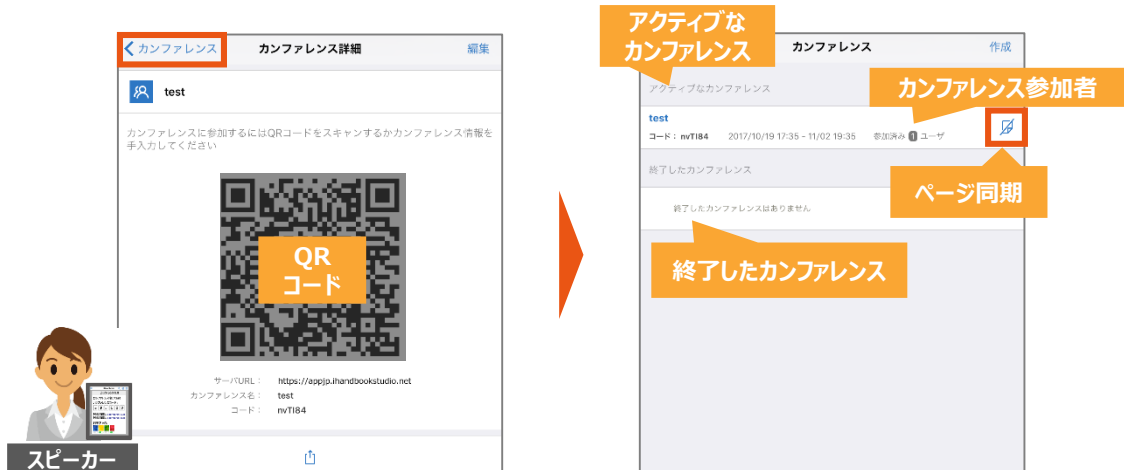 カンファレンス
カンファレンス詳細
編集
test
カンファレンスに参加するにはQRコードをスキャンするかカンファレンス情報を
手入力してください
QR
コード
サーバURL： https://appjp.ihandbookstudio.net
カンファレンス名： test
コード： nvTI84
スピーカー
アクティブな
カンファレンス
カンファレンス
作成
アクティブなカンファレンス
カンファレンス参加者
test
コード： nvTI84 2017/10/19 17:35 - 11/02 19:35 参加済み 1 ユーザ
終了したカンファレンス
ページ同期
終了したカンファレンスはありません
終了したカンファレンス